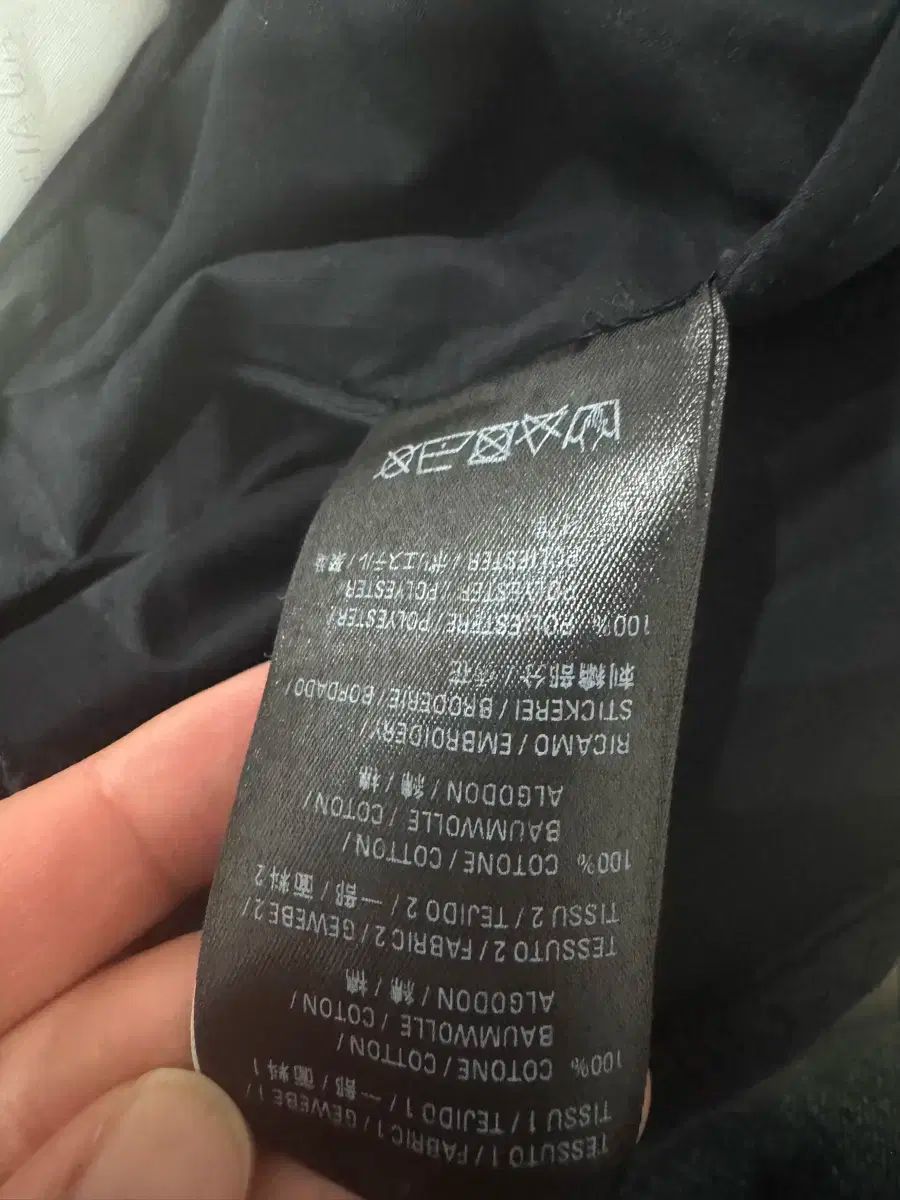 TESSUTO 1 / FABRIC 1 / GEWEBE 1 /
TISSU 1 / TEJIDO 1 / 一部 / 面料 1
100% COTONE / COTTON /
BAUMWOLLE / COTON /
ALGODON / 綿 / 棉
TESSUTO 2 / FABRIC 2 / GEWEBE 2 /
TISSU 2 / TEJIDO 2 / 一部 / 面料 2
100% COTONE / COTTON /
BAUMWOLLE / COTON /
ALGODON / 綿 / 棉
RICAMO / EMBROIDERY /
STICKEREI / BRODERIE / BORDADO /
刺繍部分 / 秀花
100% POLIESTERE / POLYESTER /
POLYESTER / POLYESTER
POLIESTER / ポリエステル / 聚酯